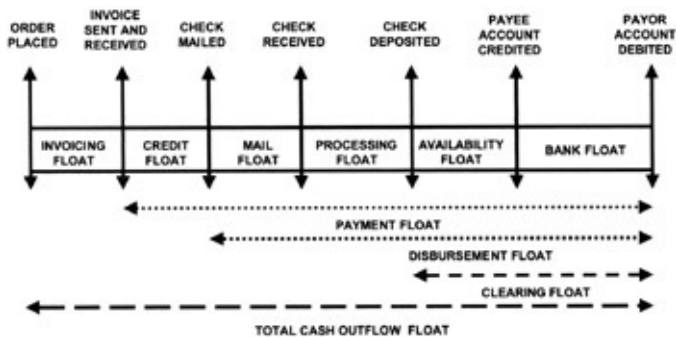 ORDER PLACED
INVOICE SENT AND RECEIVED
CHECK MAILED
CHECK RECEIVED
CHECK DEPOSITED
PAYEE ACCOUNT CREDITED
PAYOR ACCOUNT DEBITED
INVOICING FLOAT
CREDIT FLOAT
MAIL FLOAT
PROCESSING FLOAT
AVAILABILITY FLOAT
BANK FLOAT
PAYMENT FLOAT
DISBURSEMENT FLOAT
CLEARING FLOAT
TOTAL CASH OUTFLOW FLOAT